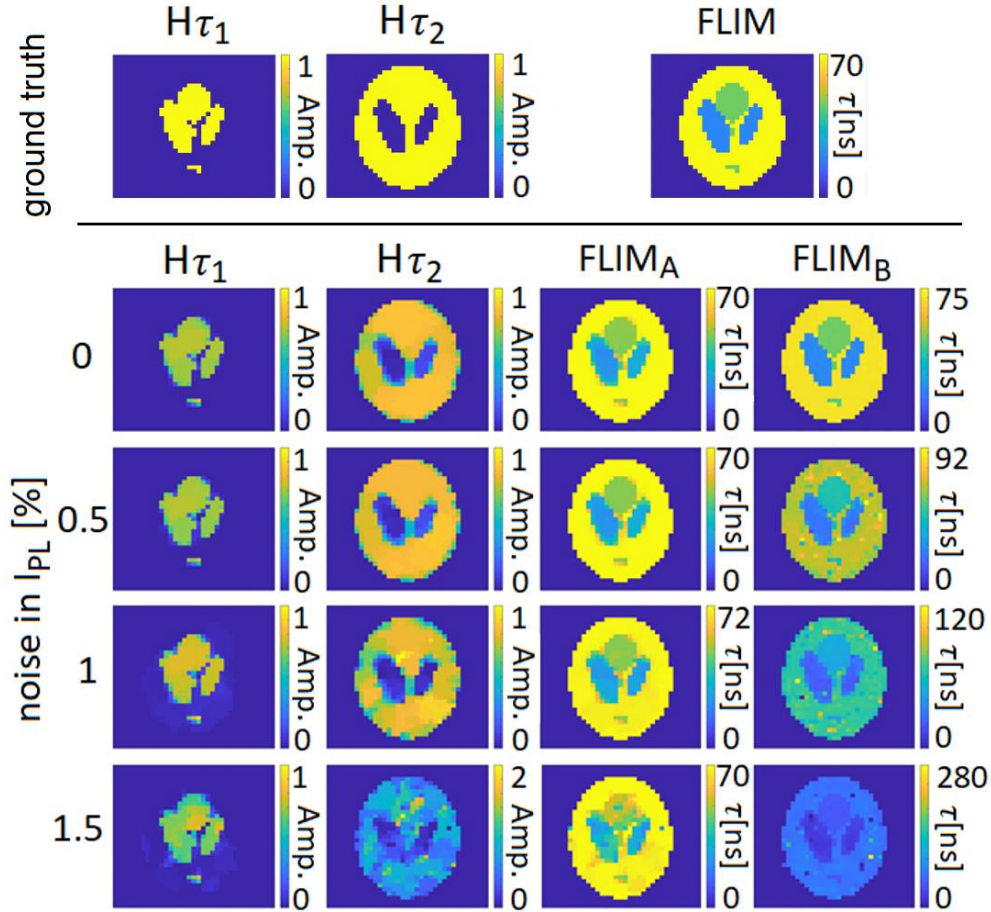 Hτ1 Hτ2 FLIM
ground truth
1 Amp. 0 1 Amp. 0 70 τ[ns] 0
Hτ1 Hτ2 FLIMA FLIMB
noise in IPL [%]
0 1 Amp. 0 1 Amp. 0 70 τ[ns] 0 75 τ[ns] 0
0.5 1 Amp. 0 1 Amp. 0 70 τ[ns] 0 92 τ[ns] 0
1 1 Amp. 0 1 Amp. 0 72 τ[ns] 0 120 τ[ns] 0
1.5 1 Amp. 0 2 Amp. 0 70 τ[ns] 0 280 τ[ns] 0